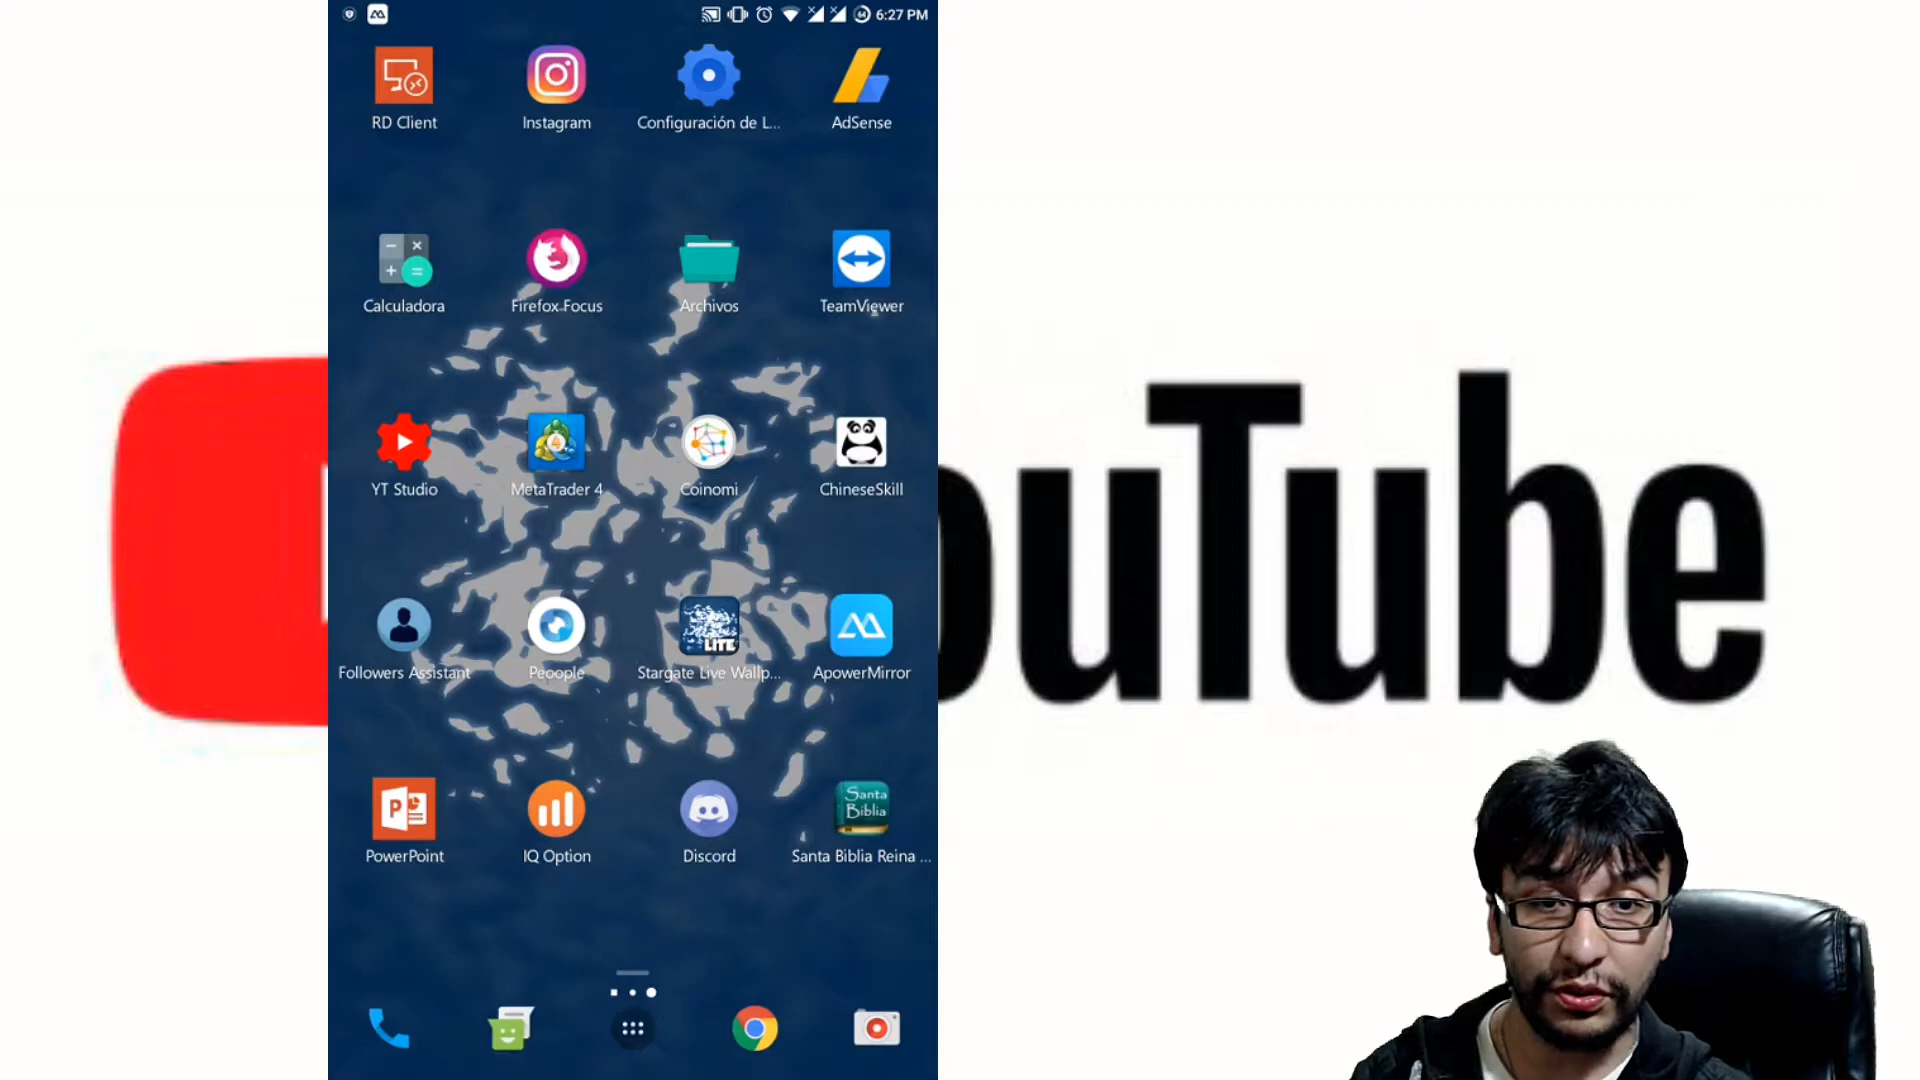 64 6:27 PM
RD Client
Instagram
Configuración de L...
AdSense
Calculadora
Firefox Focus
Archivos
TeamViewer
YT Studio
4
MetaTrader 4
Coinomi
ChineseSkill
Followers Assistant
Peoople
LITE
Stargate Live Wallp...
ApowerMirror
P
PowerPoint
IQ Option
Discord
Santa
Biblia
Santa Biblia Reina ...
ouTube